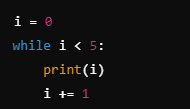 i = 0
while i < 5:
    print(i)
    i += 1